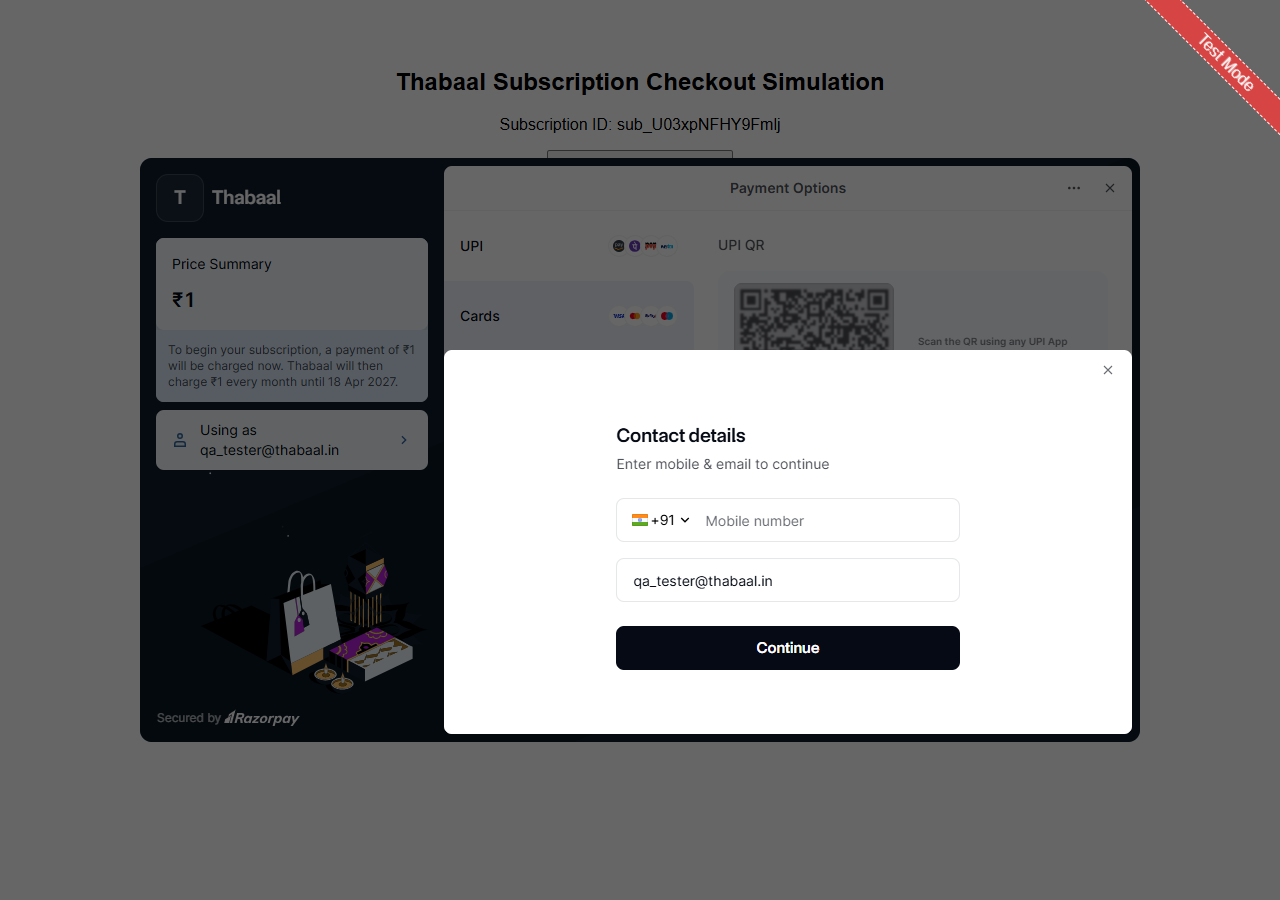 Test Mode
Thabaal Subscription Checkout Simulation
Subscription ID: sub_U03xpNFHY9Fmlj
T
Thabaal
Price Summary
₹1
To begin your subscription, a payment of ₹1
will be charged now. Thabaal will then
charge ₹1 every month until 18 Apr 2027.
Using as
qa_tester@thabaal.in
Secured by Razorpay
Payment Options
UPI
UPI QR
Cards
VISA
Scan the QR using any UPI App
Contact details
Enter mobile & email to continue
+91
Mobile number
qa_tester@thabaal.in
Continue